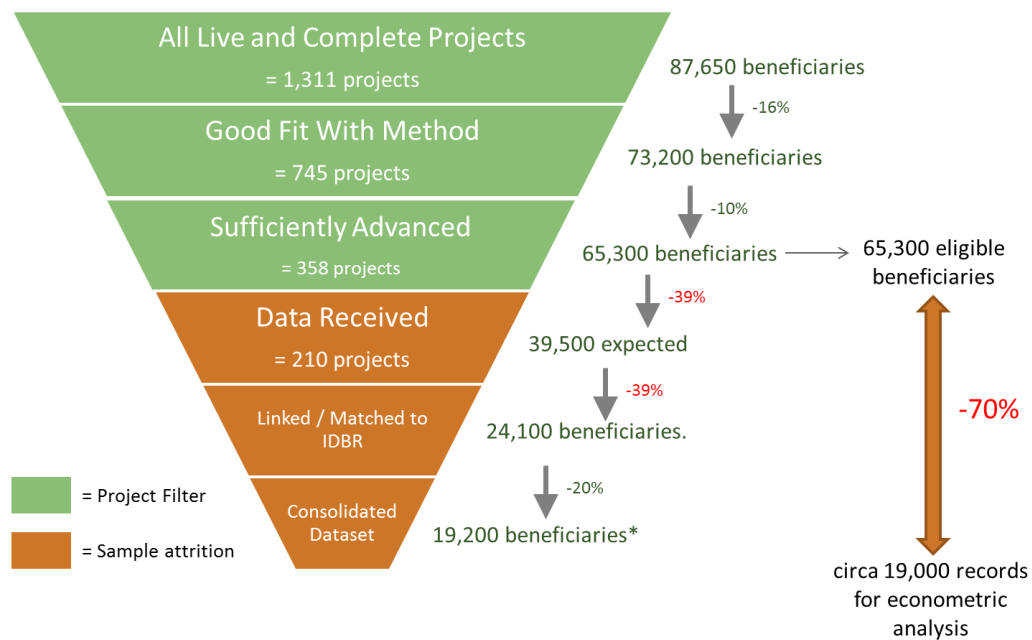 All Live and Complete Projects
= 1,311 projects
87,650 beneficiaries
-16%
Good Fit With Method
= 745 projects
73,200 beneficiaries
-10%
Sufficiently Advanced
= 358 projects
65,300 beneficiaries
65,300 eligible
beneficiaries
-39%
Data Received
= 210 projects
39,500 expected
-39%
-70%
Linked / Matched to
IDBR
24,100 beneficiaries.
-20%
Consolidated
Dataset
19,200 beneficiaries*
= Project Filter
= Sample attrition
circa 19,000 records
for econometric
analysis